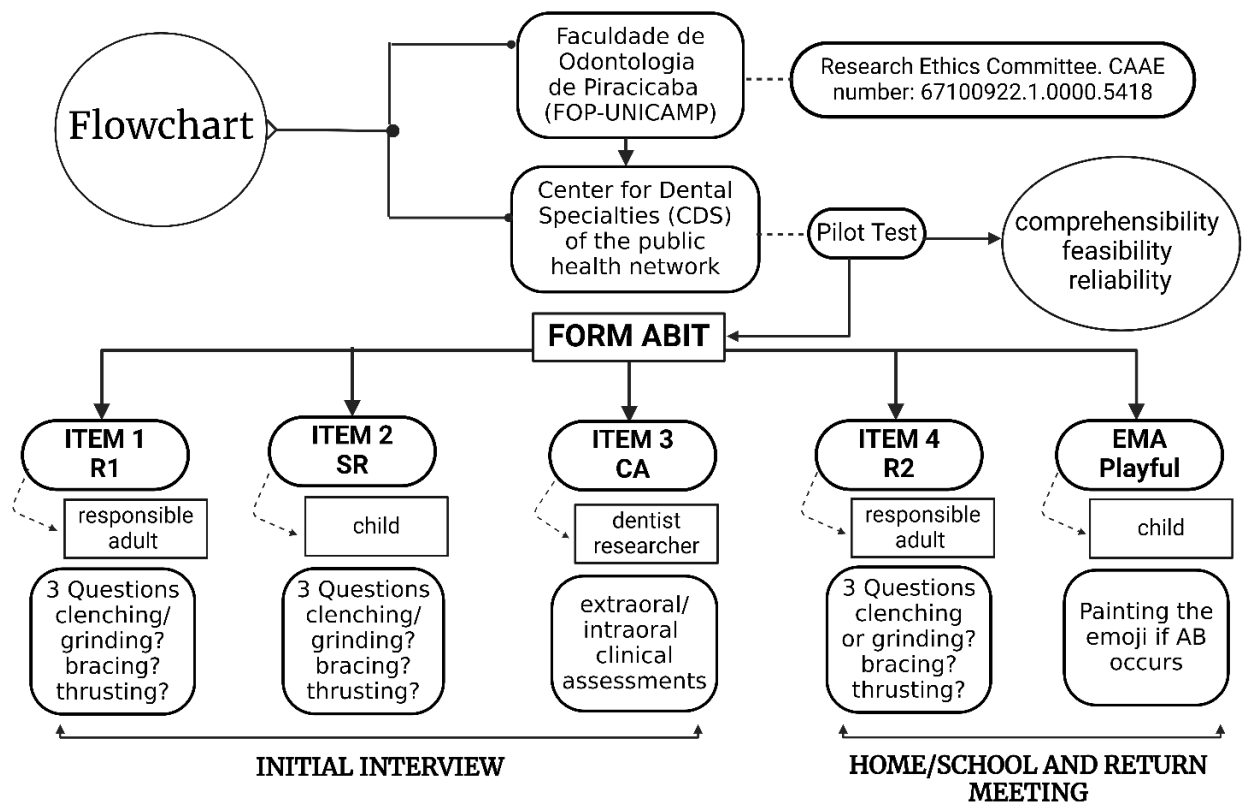 Flowchart
Faculdade de
Odontologia
de Piracicaba
(FOP-UNICAMP)
Research Ethics Committee. CAAE
number: 67100922.1.0000.5418
Center for Dental
Specialties (CDS)
of the public
health network
Pilot Test
comprehensibility
feasibility
reliability
FORM ABIT
ITEM 1
R1
responsible
adult
3 Questions
clenching/
grinding?
bracing?
thrusting?
ITEM 2
SR
child
3 Questions
clenching/
grinding?
bracing?
thrusting?
ITEM 3
CA
dentist
researcher
extraoral/
intraoral
clinical
assessments
ITEM 4
R2
responsible
adult
3 Questions
clenching
or grinding?
bracing?
thrusting?
EMA
Playful
child
Painting the
emoji if AB
occurs
INITIAL INTERVIEW
HOME/SCHOOL AND RETURN
MEETING